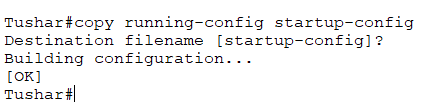 Tushar#copy running-config startup-config
Destination filename [startup-config]?
Building configuration...
[OK]
Tushar#